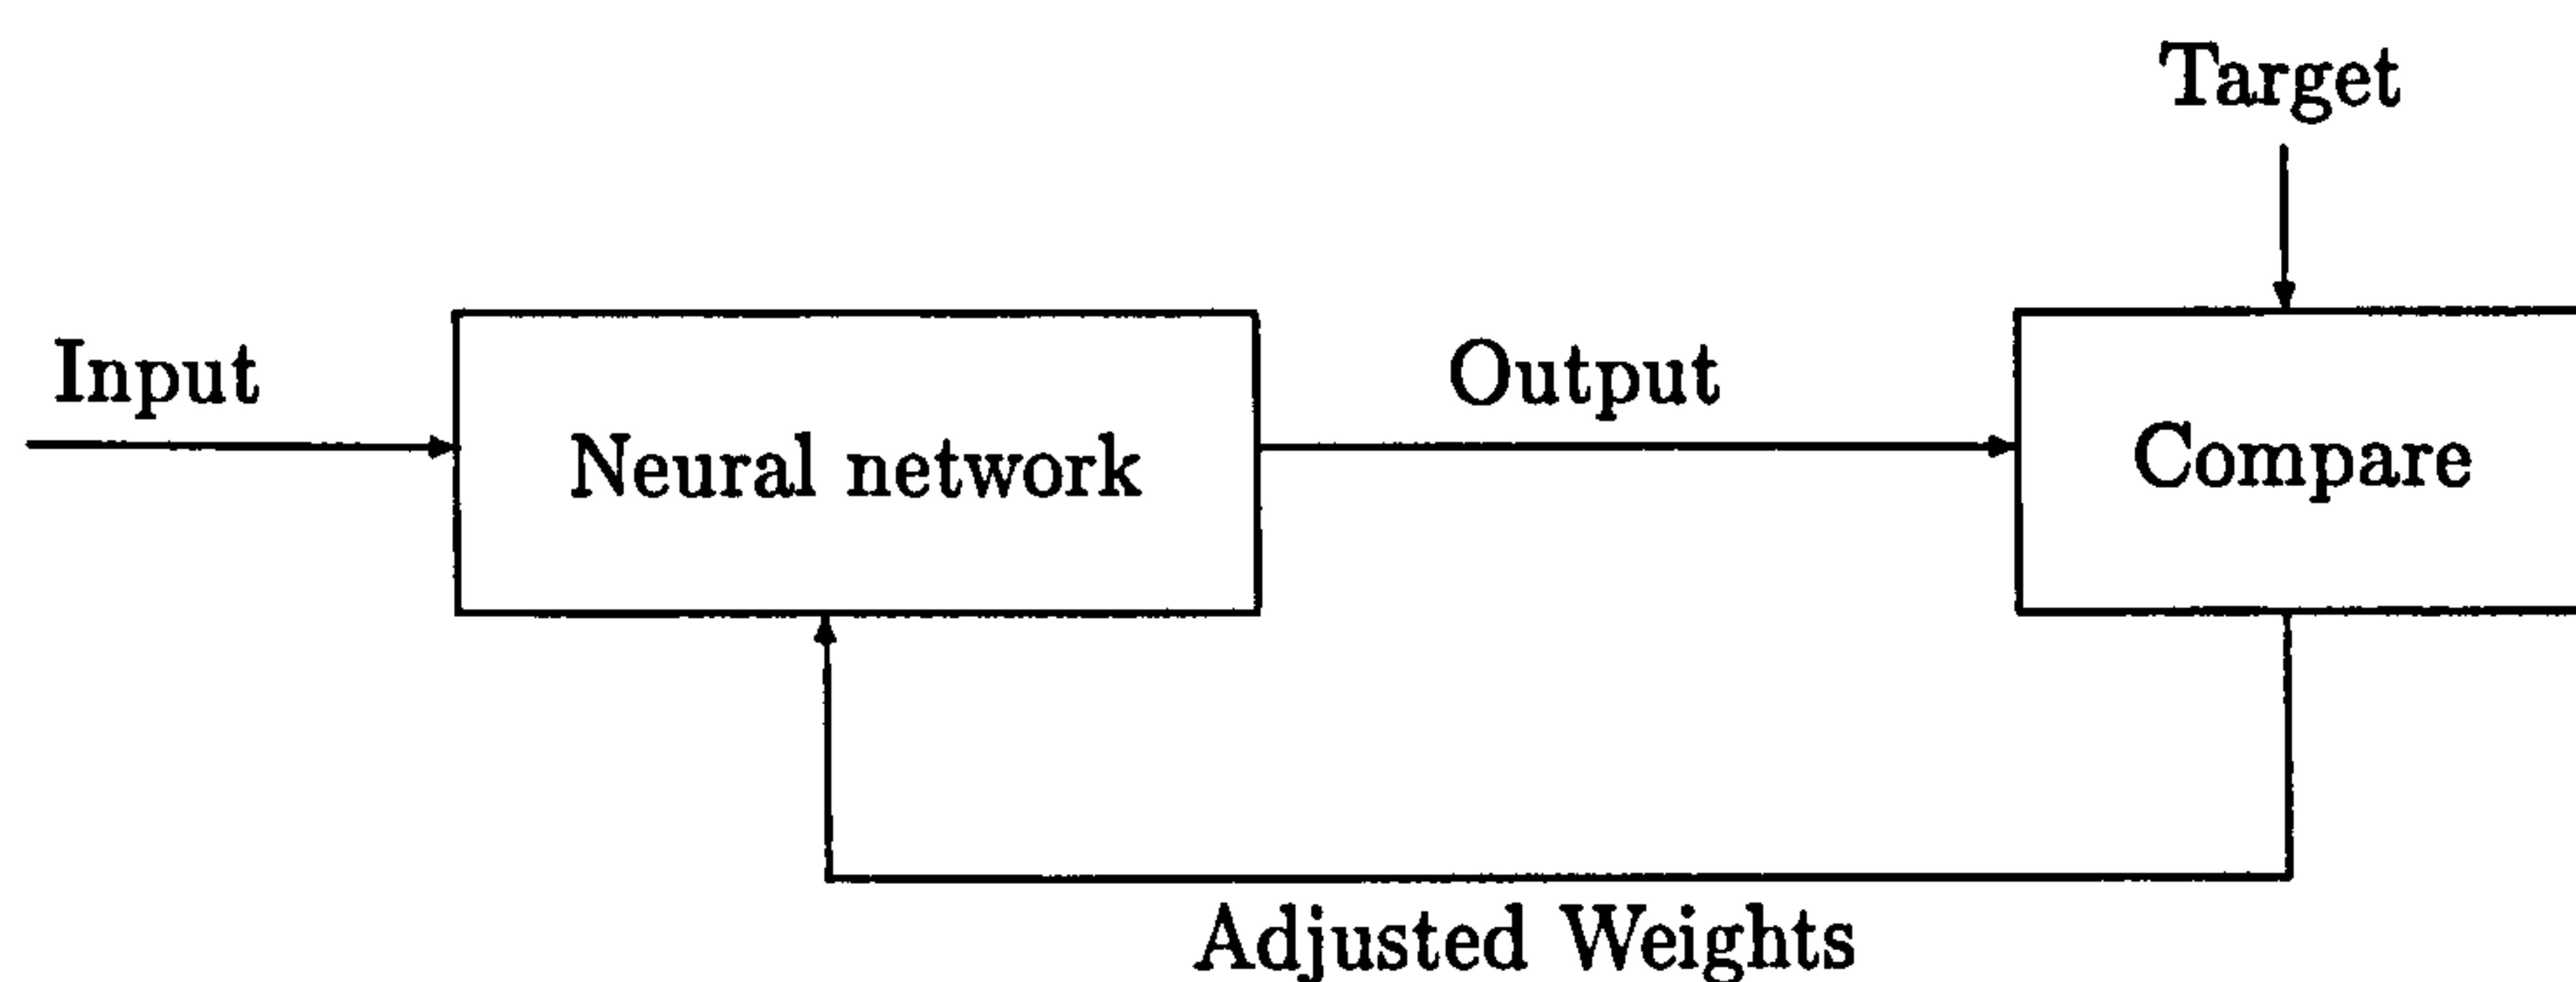 Target
Input
Output
Neural network
Compare
Adjusted Weights